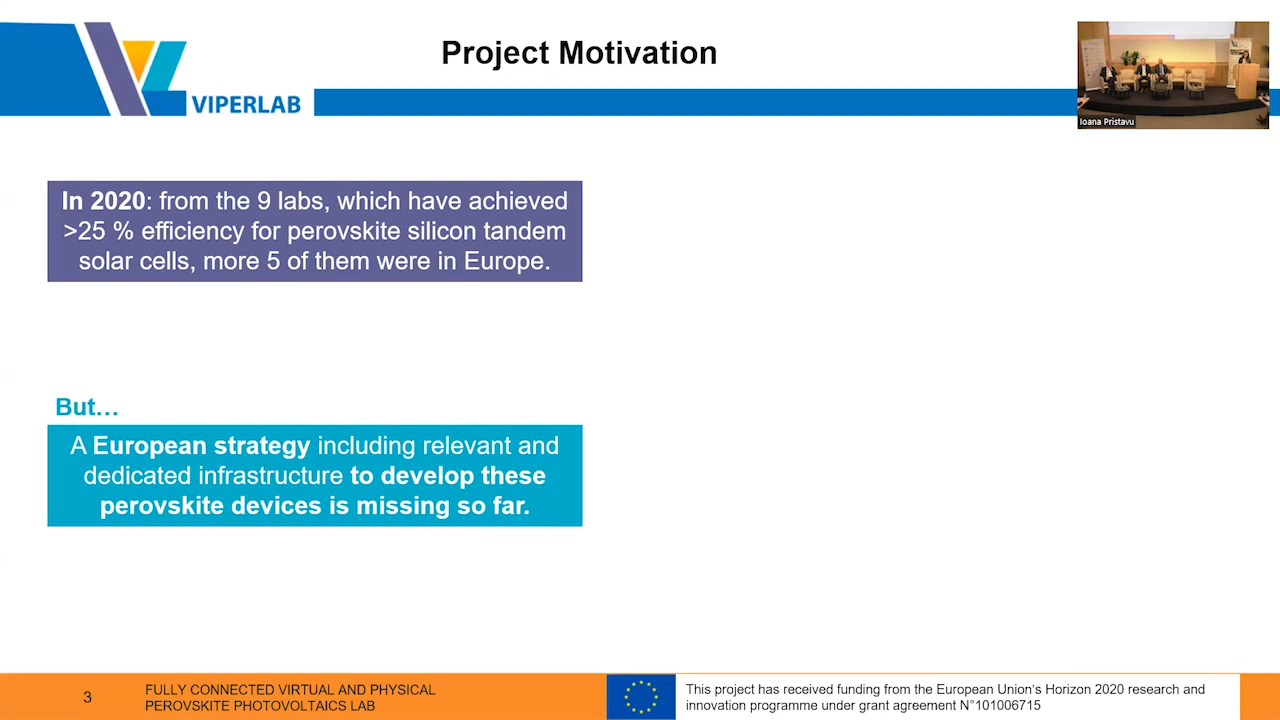 Project Motivation
VIPERLAB
Ioana Pristavu
In 2020: from the 9 labs, which have achieved
>25 % efficiency for perovskite silicon tandem
solar cells, more 5 of them were in Europe.
But…
A European strategy including relevant and
dedicated infrastructure to develop these
perovskite devices is missing so far.
3
FULLY CONNECTED VIRTUAL AND PHYSICAL
PEROVSKITE PHOTOVOLTAICS LAB
This project has received funding from the European Union's Horizon 2020 research and
innovation programme under grant agreement N°101006715